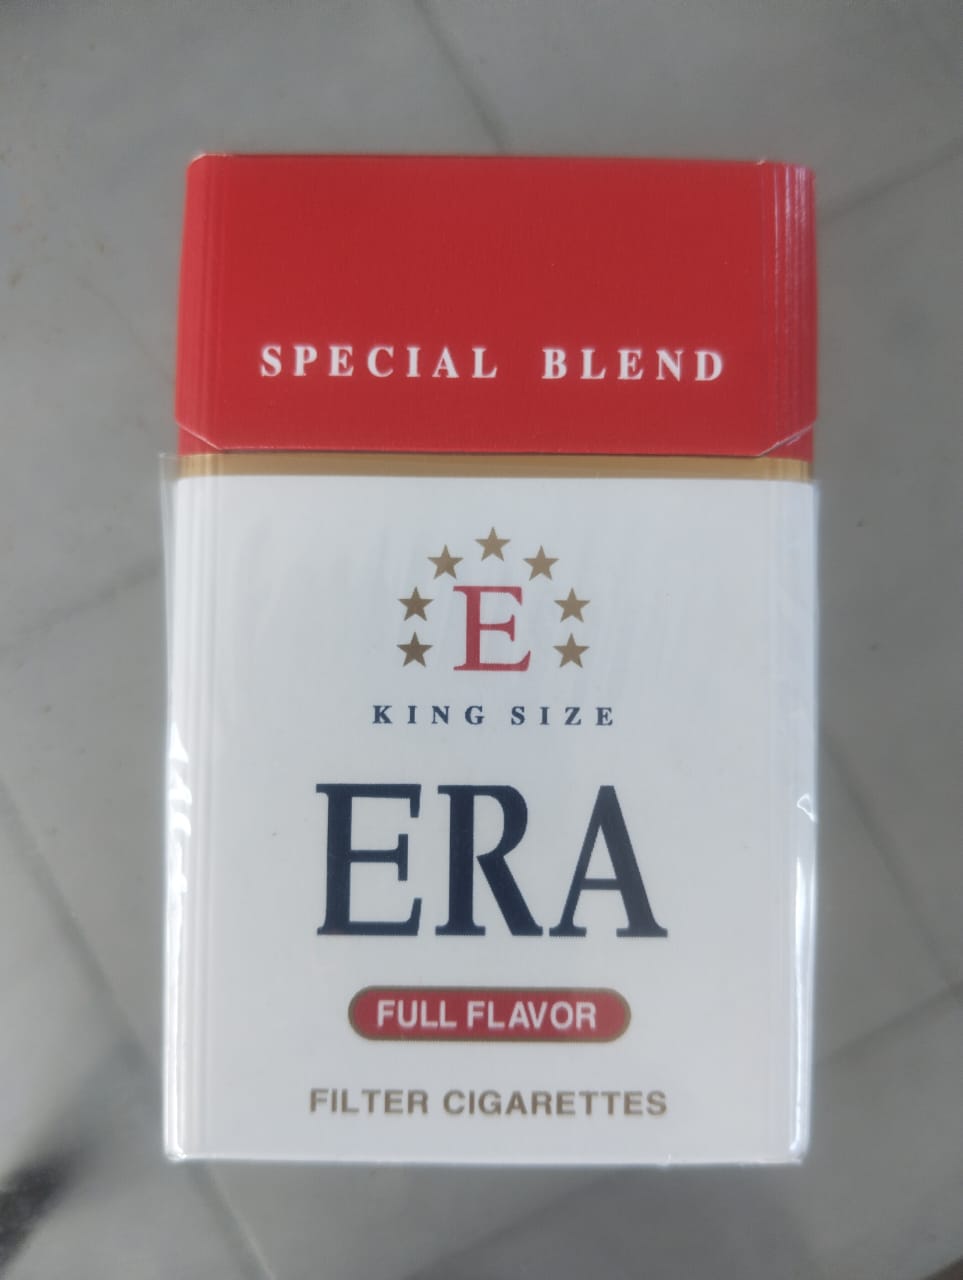 SPECIAL BLEND
E
KING SIZE
ERA
FULL FLAVOR
FILTER CIGARETTES